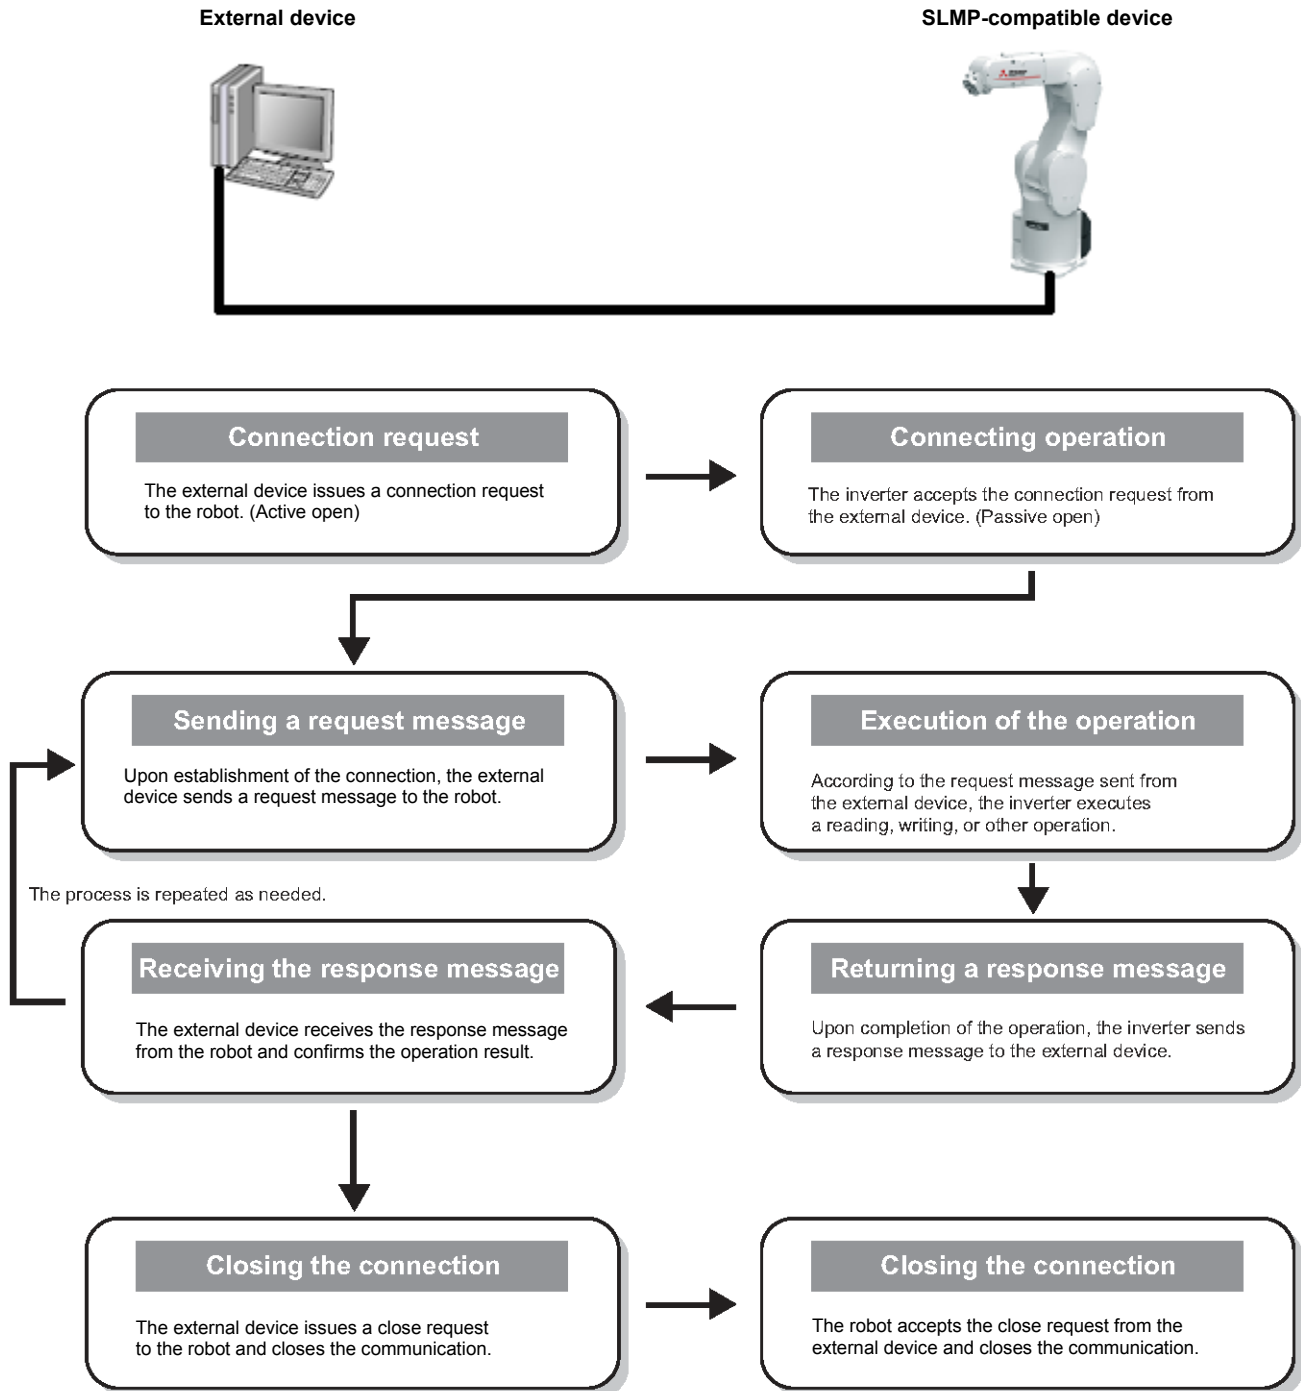 External device
SLMP-compatible device
Connection request
The external device issues a connection request
to the robot. (Active open)
Connecting operation
The inverter accepts the connection request from
the external device. (Passive open)
Sending a request message
Upon establishment of the connection, the external
device sends a request message to the robot.
Execution of the operation
According to the request message sent from
the external device, the inverter executes
a reading, writing, or other operation.
The process is repeated as needed.
Receiving the response message
The external device receives the response message
from the robot and confirms the operation result.
Returning a response message
Upon completion of the operation, the inverter sends
a response message to the external device.
Closing the connection
The external device issues a close request
to the robot and closes the communication.
Closing the connection
The robot accepts the close request from the
external device and closes the communication.